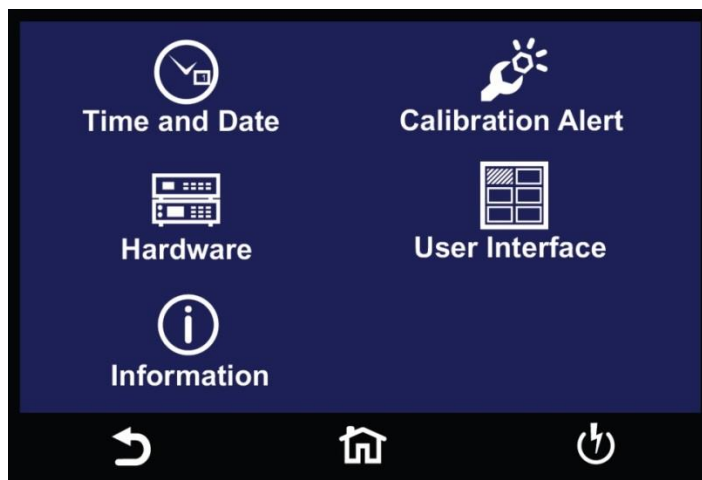 Time and Date
Calibration Alert
Hardware
User Interface
Information